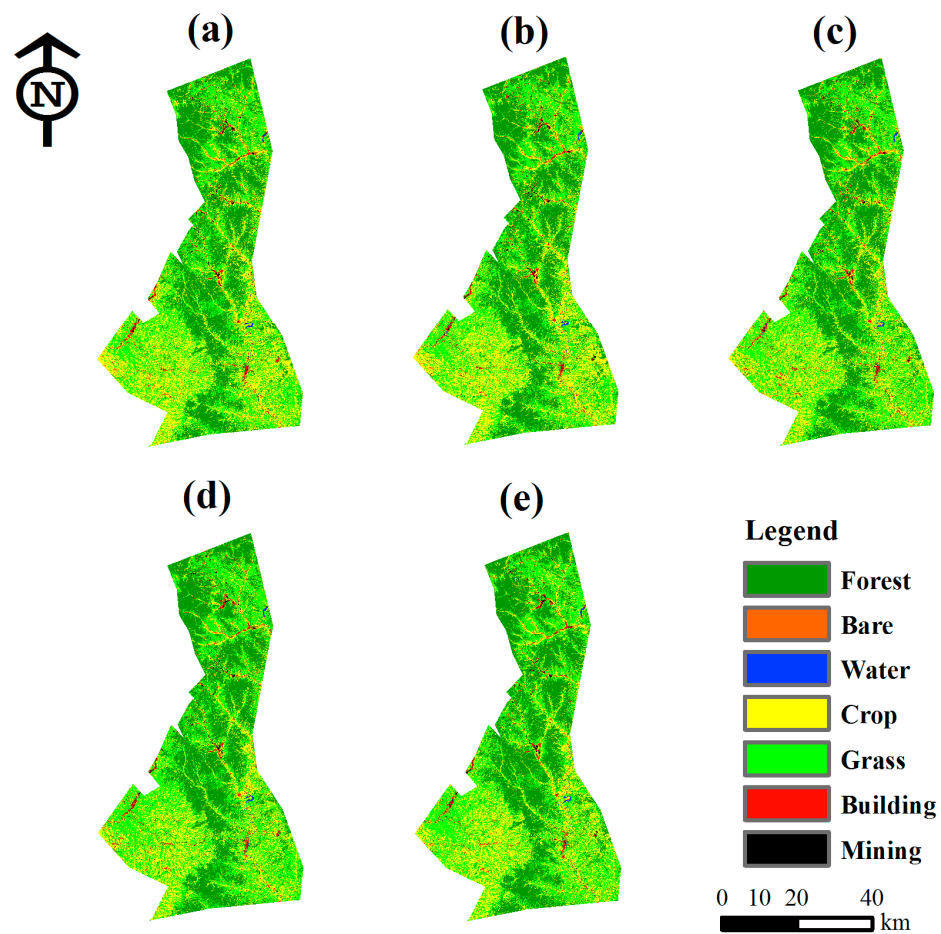 (a)
(b)
(c)
N
(d)
(e)
Legend
Forest
Bare
Water
Crop
Grass
Building
Mining
0 10 20 40
km